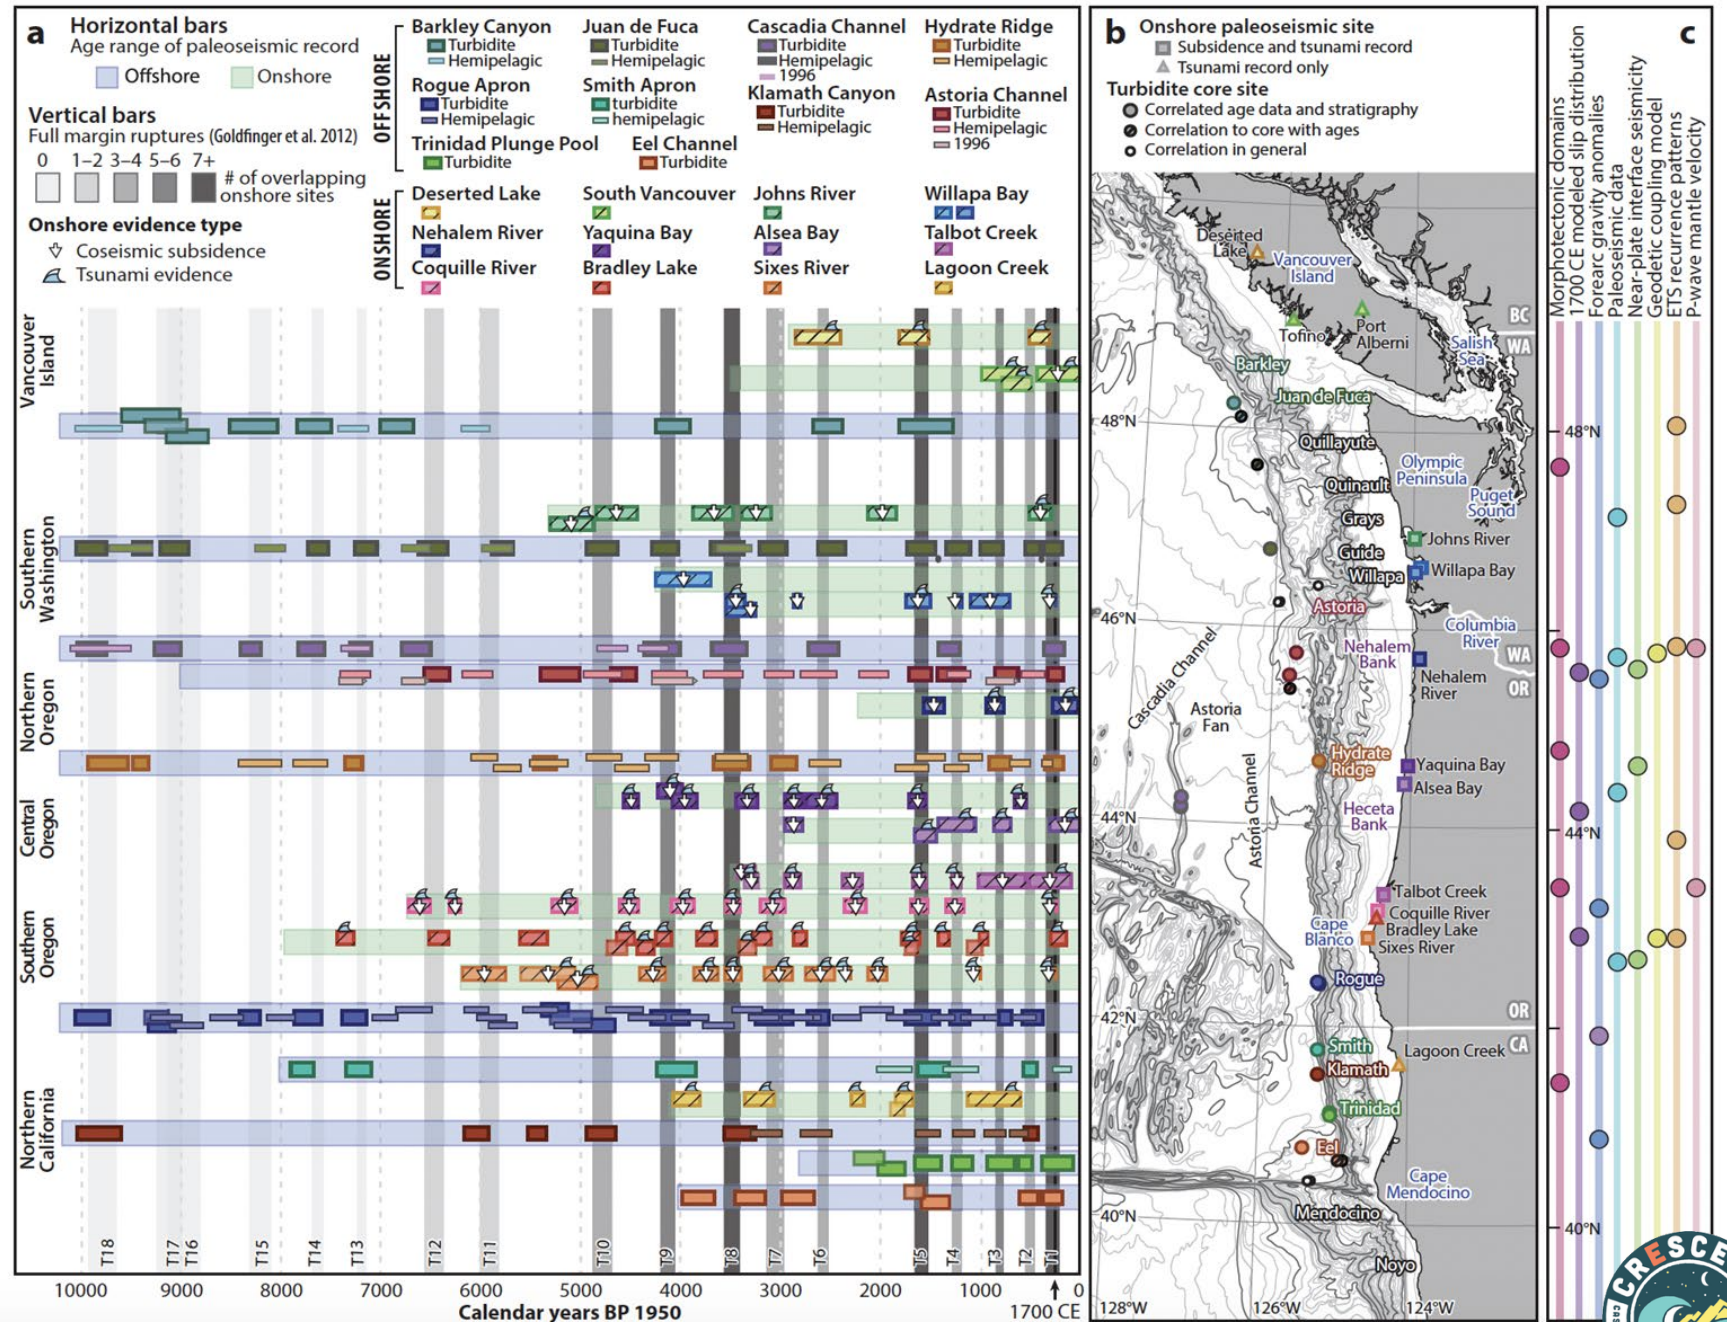 a
Horizontal bars
Age range of paleoseismic record
Offshore
Onshore
Vertical bars
Full margin ruptures (Goldfinger et al. 2012)
0 1–2 3–4 5–6 7+
# of overlapping
onshore sites
Onshore evidence type
Coseismic subsidence
Tsunami evidence
OFFSHORE
Barkley Canyon
Turbidite
Hemipelagic
Juan de Fuca
Turbidite
Hemipelagic
Cascadia Channel
Turbidite
Hemipelagic
1996
Hydrate Ridge
Turbidite
Hemipelagic
Rogue Apron
Turbidite
Hemipelagic
Smith Apron
turbidite
hemipelagic
Klamath Canyon
Turbidite
Hemipelagic
Astoria Channel
Turbidite
Hemipelagic
1996
Trinidad Plunge Pool
Turbidite
Eel Channel
Turbidite
ONSHORE
Deserted Lake
South Vancouver
Johns River
Willapa Bay
Nehalem River
Yaquina Bay
Alsea Bay
Talbot Creek
Coquille River
Bradley Lake
Sixes River
Lagoon Creek
Vancouver
Island
Southern
Washington
Northern
Oregon
Central
Oregon
Southern
Oregon
Northern
California
T18
T17
T16
T15
T14
T13
T12
T11
T10
T9
T8
T7
T6
T5
T4
T3
T2
T1
10000 9000 8000 7000 6000 5000 4000 3000 2000 1000 0
Calendar years BP 1950
1700 CE
b
Onshore paleoseismic site
Subsidence and tsunami record
Tsunami record only
Turbidite core site
Correlated age data and stratigraphy
Correlation to core with ages
Correlation in general
Deserted
Lake
Vancouver
Island
Tofino
Port
Alberni
BC
WA
Salish
Sea
Barkley
Juan de Fuca
48°N
Quillayute
Olympic
Peninsula
Quinault
Puget
Sound
Grays
Johns River
Guide
Willapa
Willapa Bay
Astoria
46°N
Columbia
River
Cascadia Channel
Nehalem
Bank
WA
OR
Nehalem
River
Astoria
Fan
Astoria Channel
Hydrate
Ridge
Yaquina Bay
Alsea Bay
Heceta
Bank
44°N
Talbot Creek
Coquille River
Bradley Lake
Cape
Blanco
Sixes River
Rogue
OR
42°N
CA
Smith
Lagoon Creek
Klamath
Trinidad
Eel
Cape
Mendocino
40°N
Mendocino
Noyo
128°W
126°W
124°W
c
Morphotectonic domains
1700 CE modeled slip distribution
Forearc gravity anomalies
Paleoseismic data
Near-plate interface seismicity
Geodetic coupling model
ETS recurrence patterns
P-wave mantle velocity
48°N
44°N
40°N